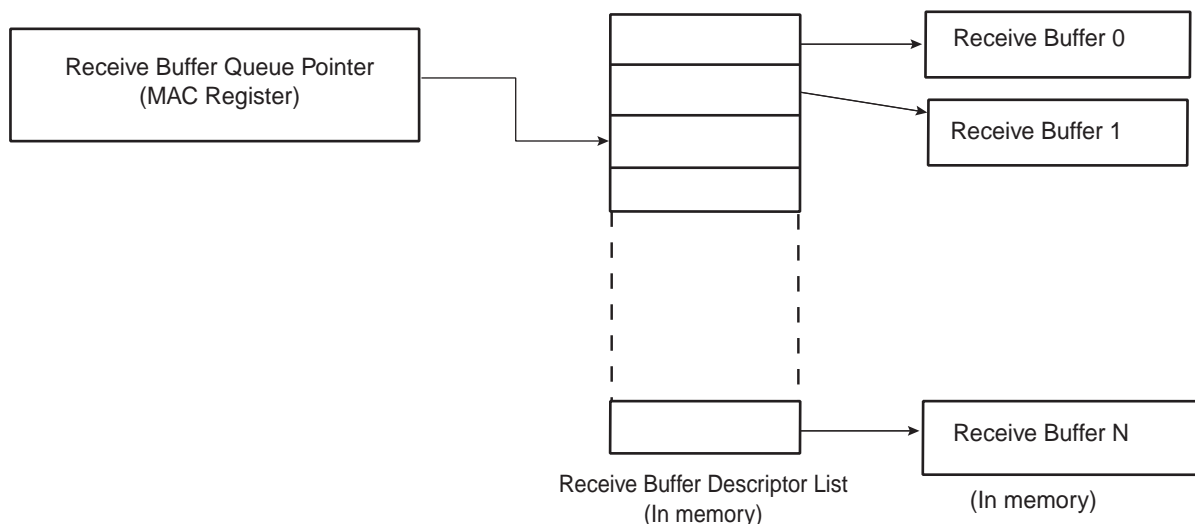 Receive Buffer Queue Pointer
(MAC Register)
Receive Buffer 0
Receive Buffer 1
Receive Buffer N
Receive Buffer Descriptor List
(In memory)
(In memory)